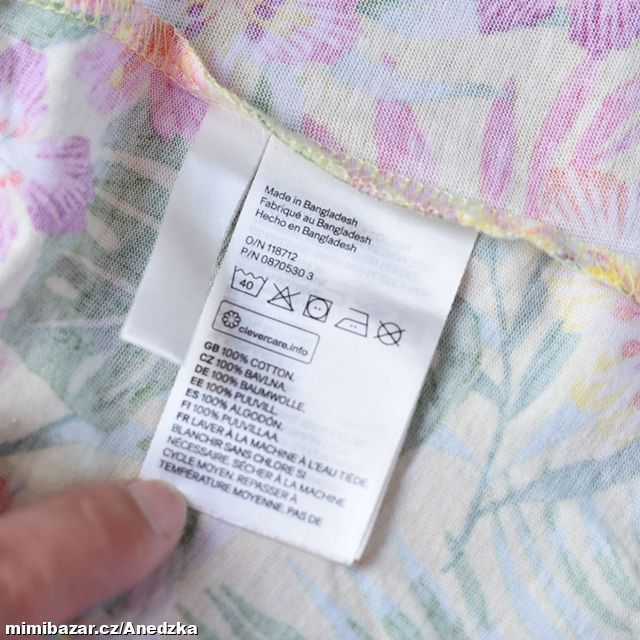 Made in Bangladesh
Fabriqué au Bangladesh
Hecho en Bangladesh
O/N 118712
P/N 0870530 3
40
clevercare.info
GB 100% COTTON.
CZ 100% BAVLNA.
DE 100% BAUMWOLLE.
EE 100% PUUVILL.
ES 100% ALGODÓN.
FI 100% PUUVILLAA.
FR LAVER À LA MACHINE À L'EAU TIÈDE.
BLANCHIR SANS CHLORE SI
NÉCESSAIRE. SÉCHER À LA MACHINE
CYCLE MOYEN. REPASSER À
TEMPÉRATURE MOYENNE. PAS DE
mimibazar.cz/Anedzka